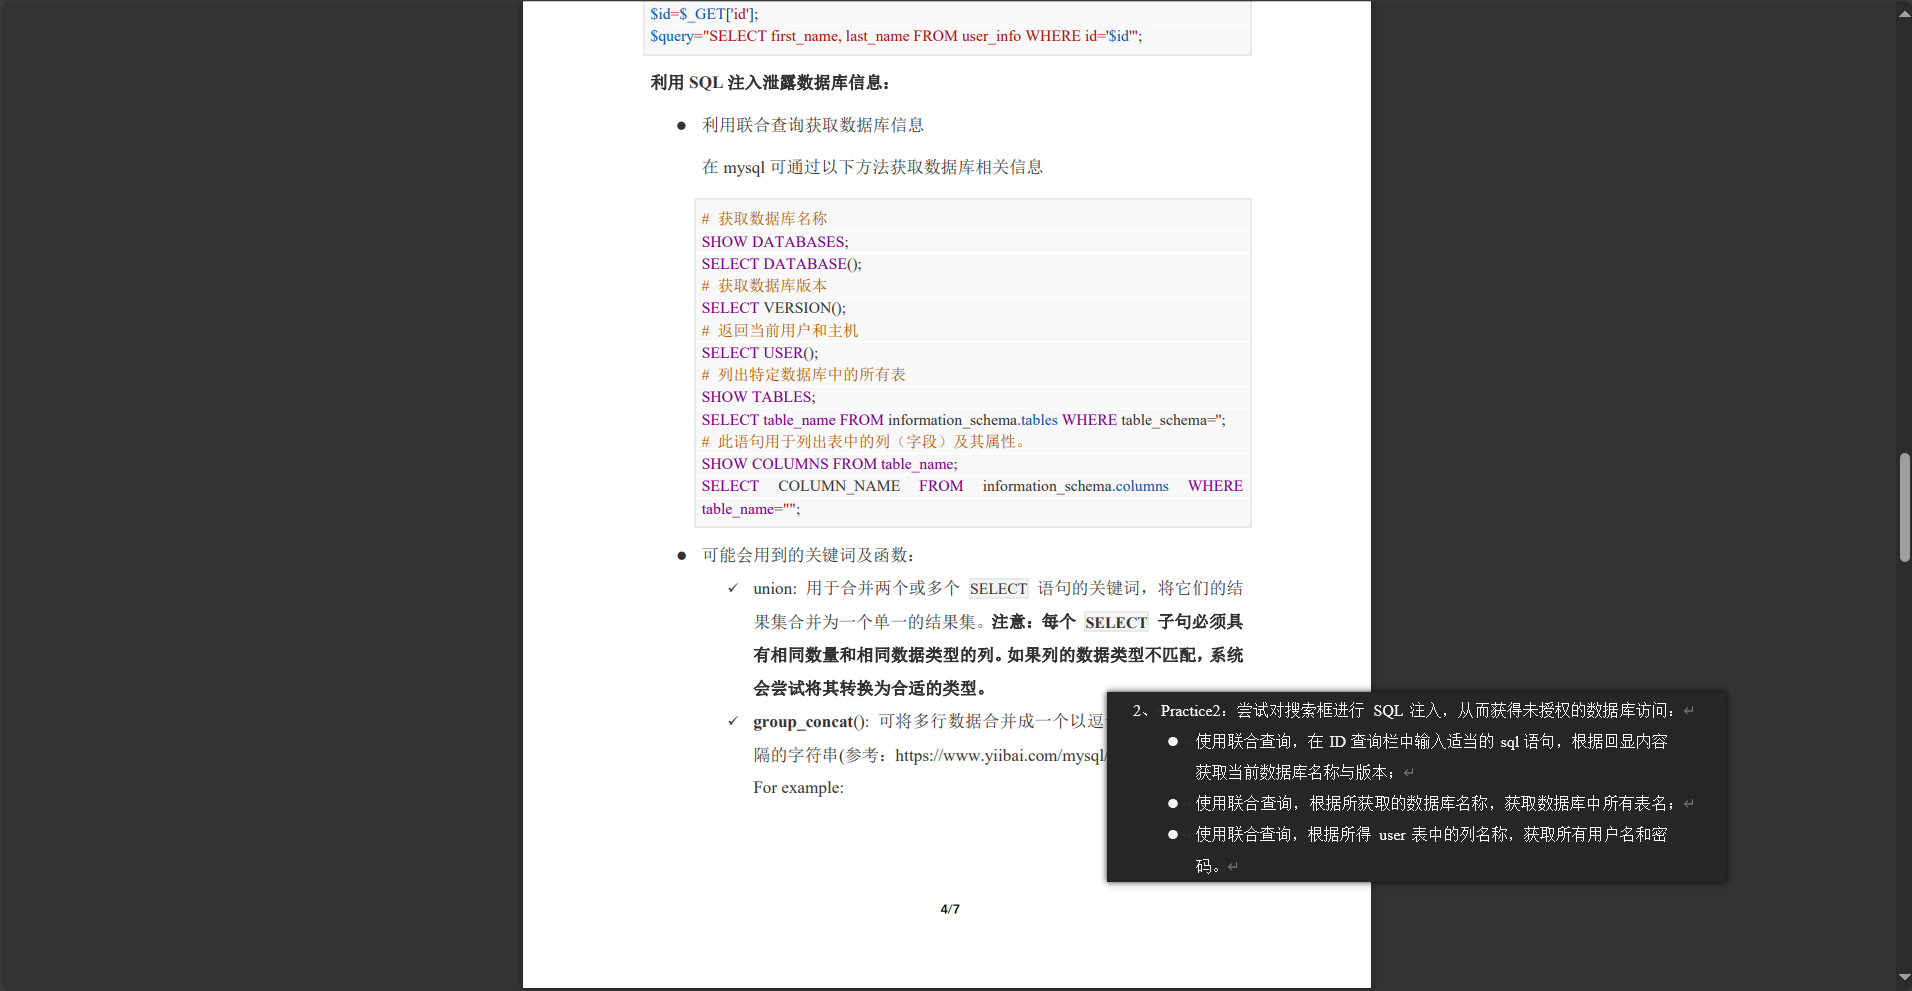 $id=$_GET['id'];
$query="SELECT first_name, last_name FROM user_info WHERE id='$id'";
利用 SQL 注入泄露数据库信息：
● 利用联合查询获取数据库信息
在 mysql 可通过以下方法获取数据库相关信息
# 获取数据库名称
SHOW DATABASES;
SELECT DATABASE();
# 获取数据库版本
SELECT VERSION();
# 返回当前用户和主机
SELECT USER();
# 列出特定数据库中的所有表
SHOW TABLES;
SELECT table_name FROM information_schema.tables WHERE table_schema='';
# 此语句用于列出表中的列（字段）及其属性。
SHOW COLUMNS FROM table_name;
SELECT COLUMN_NAME FROM information_schema.columns WHERE
table_name="";
● 可能会用到的关键词及函数：
✓ union: 用于合并两个或多个 SELECT 语句的关键词，将它们的结
果集合并为一个单一的结果集。注意：每个 SELECT 子句必须具
有相同数量和相同数据类型的列。如果列的数据类型不匹配，系统
会尝试将其转换为合适的类型。
✓ group_concat(): 可将多行数据合并成一个以逗
隔的字符串(参考：https://www.yiibai.com/mysql/
For example:
4/7
2、 Practice2：尝试对搜索框进行 SQL 注入，从而获得未授权的数据库访问：↵
● 使用联合查询，在 ID 查询栏中输入适当的 sql 语句，根据回显内容
获取当前数据库名称与版本；↵
● 使用联合查询，根据所获取的数据库名称，获取数据库中所有表名；↵
● 使用联合查询，根据所得 user 表中的列名称，获取所有用户名和密
码。↵